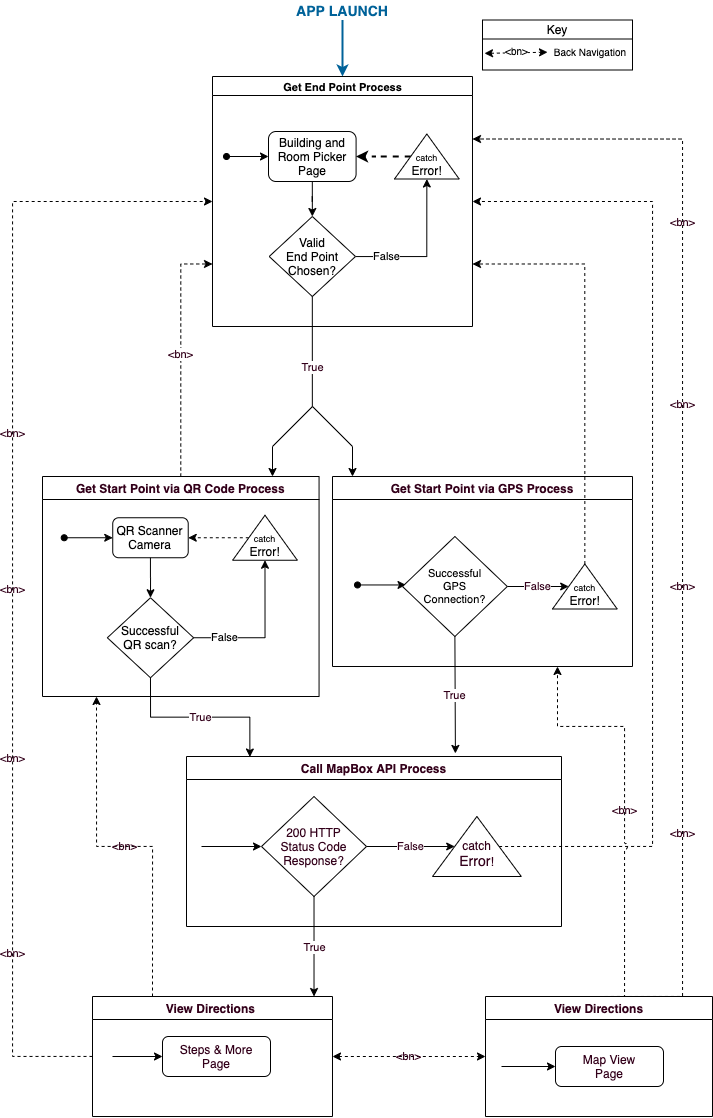 APP LAUNCH
Key
<bn> Back Navigation
Get End Point Process
Building and
Room Picker
Page
catch
Error!
Valid
End Point
Chosen?
False
<bn>
<bn>
True
<bn>
<bn>
Get Start Point via QR Code Process
Get Start Point via GPS Process
QR Scanner
Camera
catch
Error!
Successful
GPS
Connection?
False
catch
Error!
<bn>
<bn>
Successful
QR scan?
False
True
True
<bn>
Call MapBox API Process
<bn>
<bn>
<bn>
200 HTTP
Status Code
Response?
False
catch
Error!
True
<bn>
View Directions
View Directions
Steps & More
Page
<bn>
Map View
Page